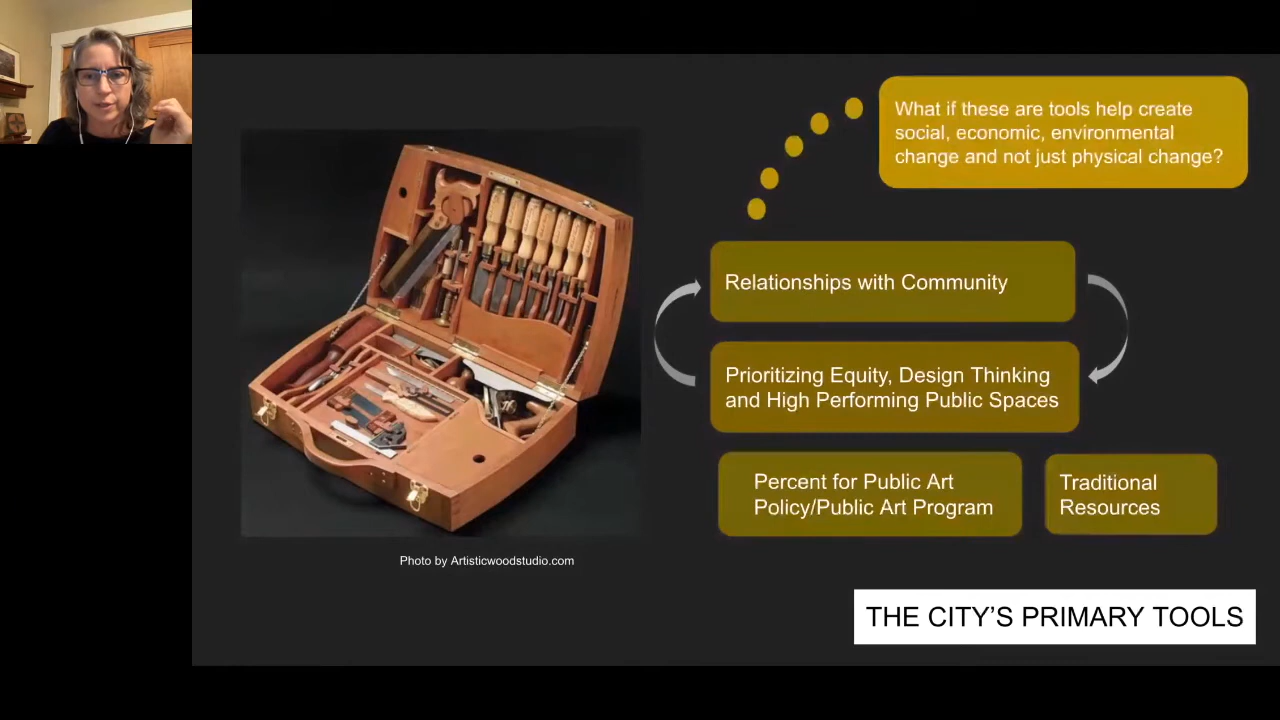 What if these are tools help create
social, economic, environmental
change and not just physical change?
Relationships with Community
Prioritizing Equity, Design Thinking
and High Performing Public Spaces
Percent for Public Art
Policy/Public Art Program
Traditional
Resources
Photo by Artisticwoodstudio.com
THE CITY'S PRIMARY TOOLS